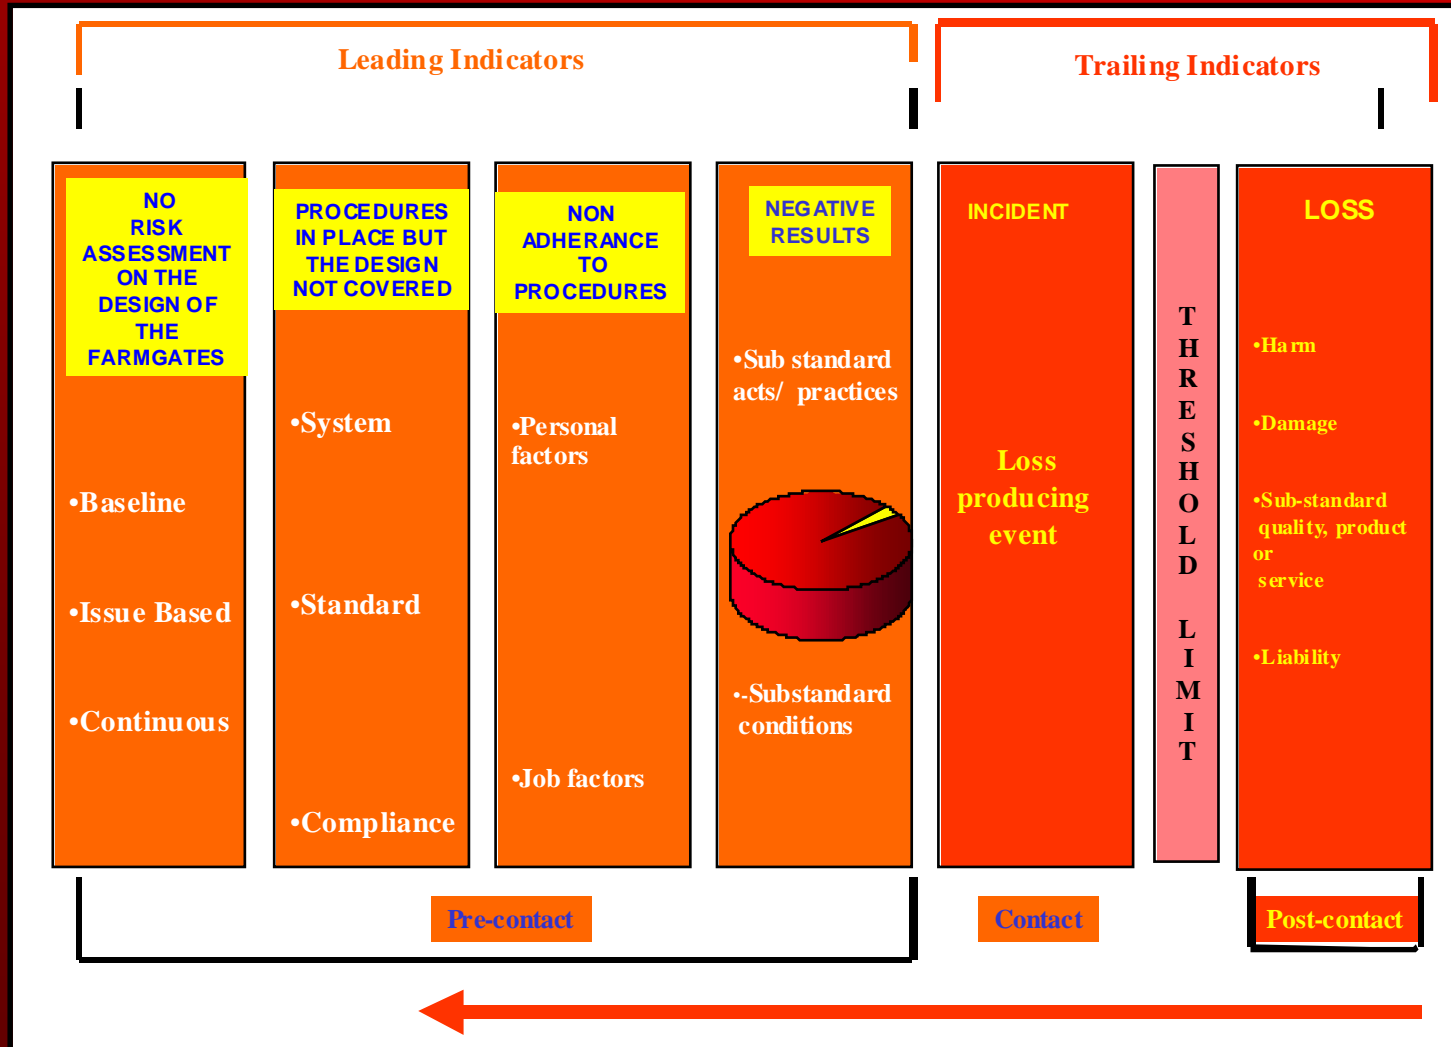 Leading Indicators
Trailing Indicators
NO
RISK
ASSESSMENT
ON THE
DESIGN OF
THE
FARMGATES
•Baseline
•Issue Based
•Continuous
PROCEDURES
IN PLACE BUT
THE DESIGN
NOT COVERED
•System
•Standard
•Compliance
NON
ADHERANCE
TO
PROCEDURES
•Personal
factors
•Job factors
NEGATIVE
RESULTS
•Sub standard
acts/ practices
•-Substandard
conditions
INCIDENT
Loss
producing
event
THRESHOLD LIMIT
LOSS
•Harm
•Damage
•Sub-standard
quality, product
or
service
•Liability
Pre-contact
Contact
Post-contact